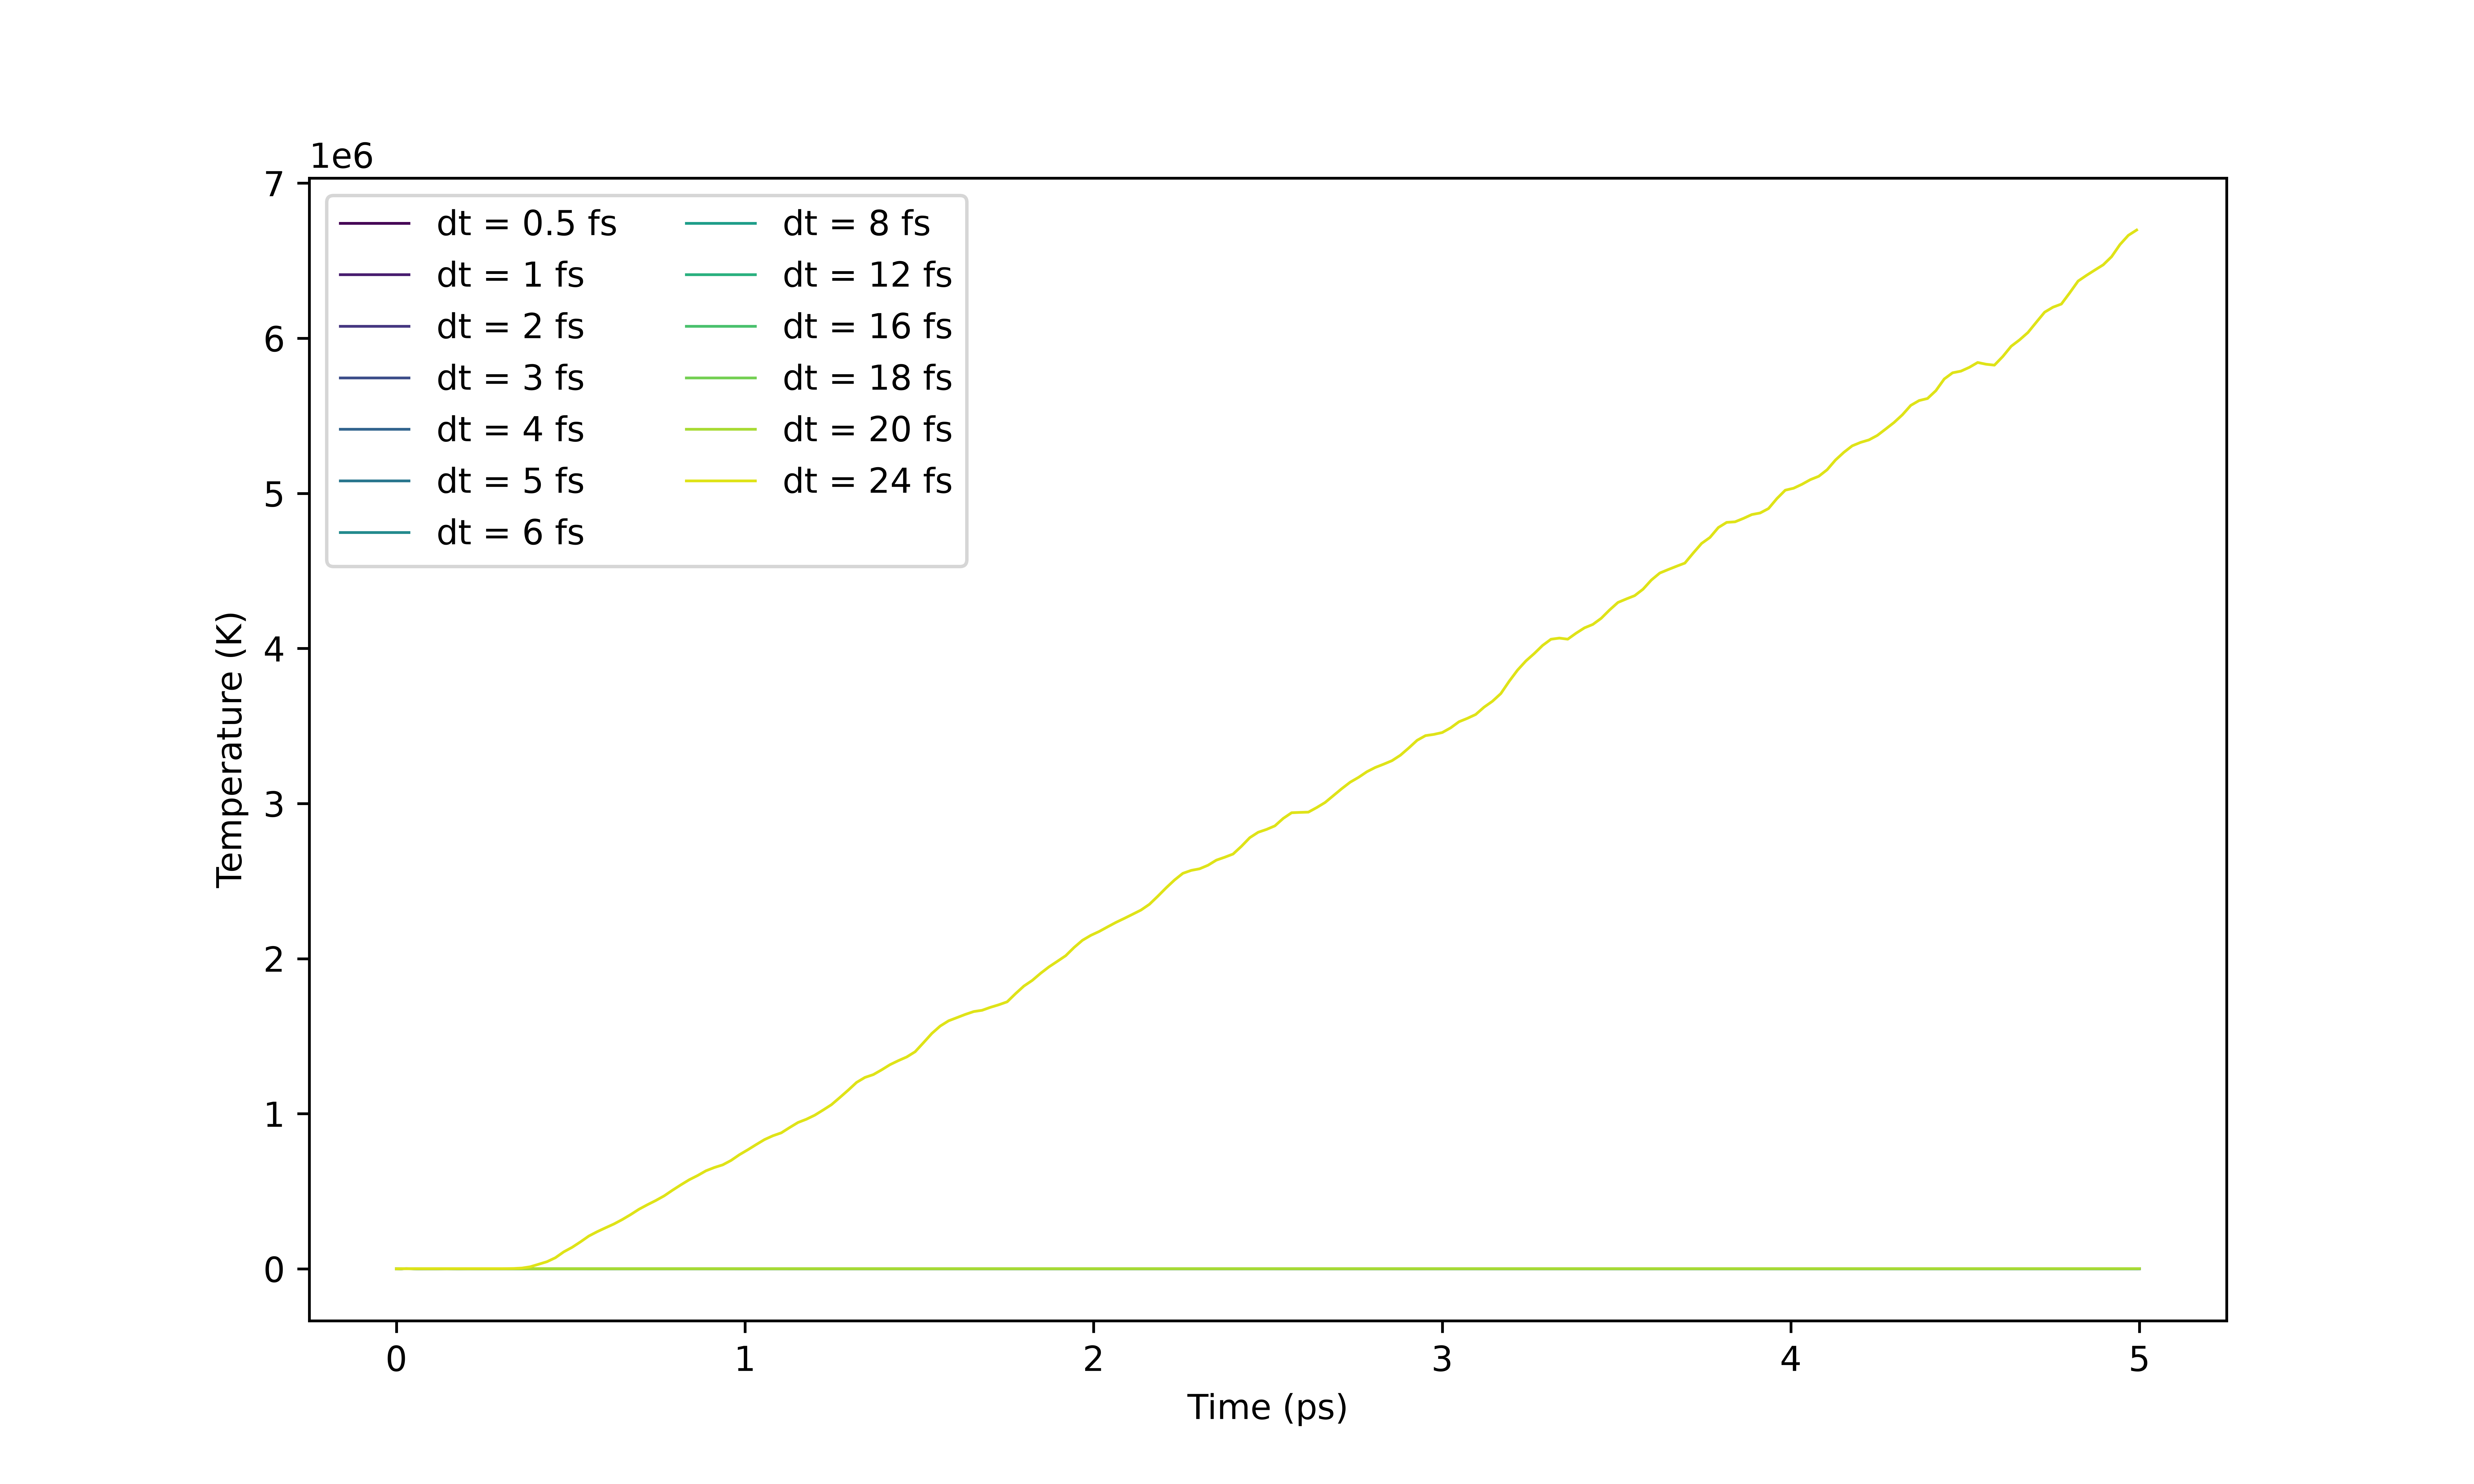 1e6
7
6
5
4
3
2
1
0
Temperature (K)
dt = 0.5 fs
dt = 1 fs
dt = 2 fs
dt = 3 fs
dt = 4 fs
dt = 5 fs
dt = 6 fs
dt = 8 fs
dt = 12 fs
dt = 16 fs
dt = 18 fs
dt = 20 fs
dt = 24 fs
0 1 2 3 4 5
Time (ps)